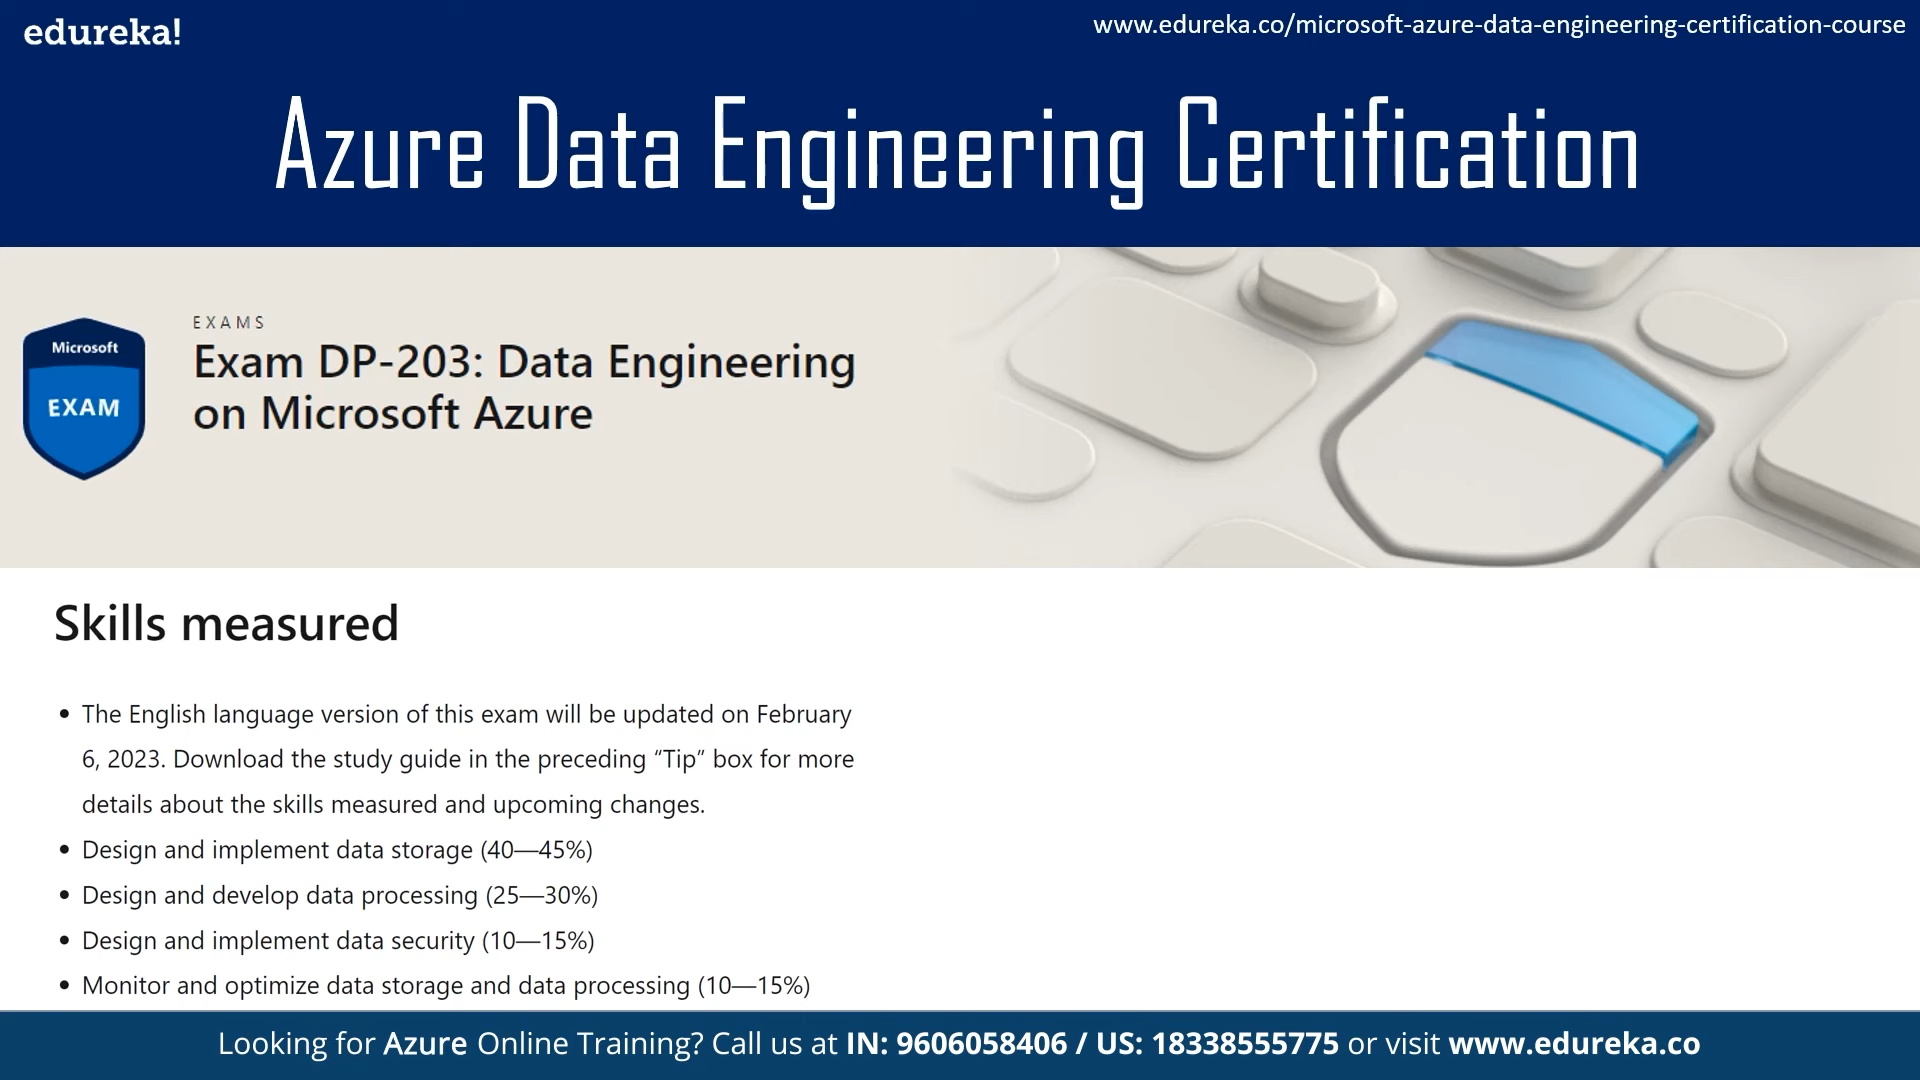 edureka!
www.edureka.co/microsoft-azure-data-engineering-certification-course
Azure Data Engineering Certification
Microsoft
EXAM
EXAMS
Exam DP-203: Data Engineering
on Microsoft Azure
Skills measured
• The English language version of this exam will be updated on February
6, 2023. Download the study guide in the preceding “Tip” box for more
details about the skills measured and upcoming changes.
• Design and implement data storage (40—45%)
• Design and develop data processing (25—30%)
• Design and implement data security (10—15%)
• Monitor and optimize data storage and data processing (10—15%)
Looking for Azure Online Training? Call us at IN: 9606058406 / US: 18338555775 or visit www.edureka.co